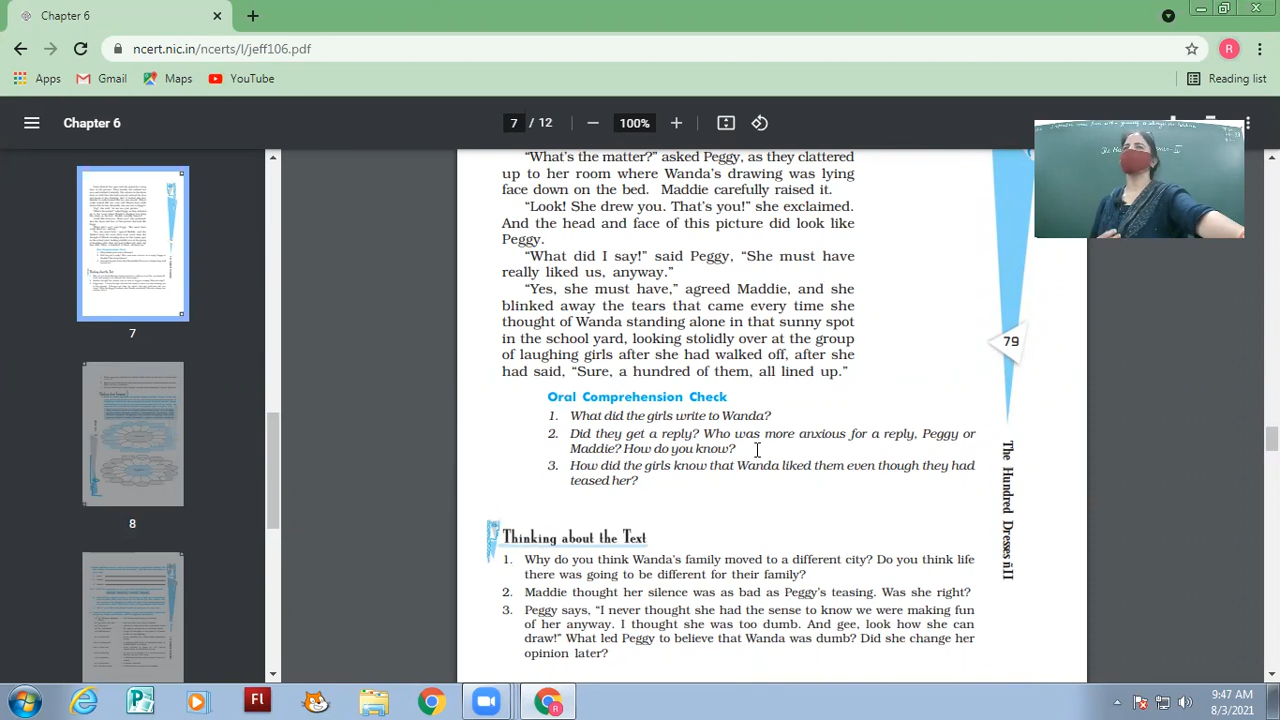 Chapter 6
ncert.nic.in/ncerts/l/jeff106.pdf
R
Apps
Gmail
Maps
YouTube
Reading list
Chapter 6
7 / 12
100%
"What's the matter?" asked Peggy, as they clattered
up to her room where Wanda's drawing was lying
face down on the bed. Maddie carefully raised it.
"Look! She drew you. That's you!" she exclaimed.
And the head and face of this picture did look like
Peggy.
"What did I say!" said Peggy, "She must have
really liked us, anyway."
"Yes, she must have," agreed Maddie, and she
blinked away the tears that came every time she
thought of Wanda standing alone in that sunny spot
in the school yard, looking stolidly over at the group
of laughing girls after she had walked off, after she
had said, "Sure, a hundred of them, all lined up."
Oral Comprehension Check
1. What did the girls write to Wanda?
2. Did they get a reply? Who was more anxious for a reply, Peggy or
Maddie? How do you know?
3. How did the girls know that Wanda liked them even though they had
teased her?
Thinking about the Text
1. Why do you think Wanda's family moved to a different city? Do you think life
there was going to be different for their family?
2. Maddie thought her silence was as bad as Peggy's teasing. Was she right?
3. Peggy says, "I never thought she had the sense to know we were making fun
of her anyway. I thought she was too dumb. And gee, look how she can
draw!" What led Peggy to believe that Wanda was dumb? Did she change her
opinion later?
79
The Hundred Dresses ñ II
7
8
9:47 AM
8/3/2021